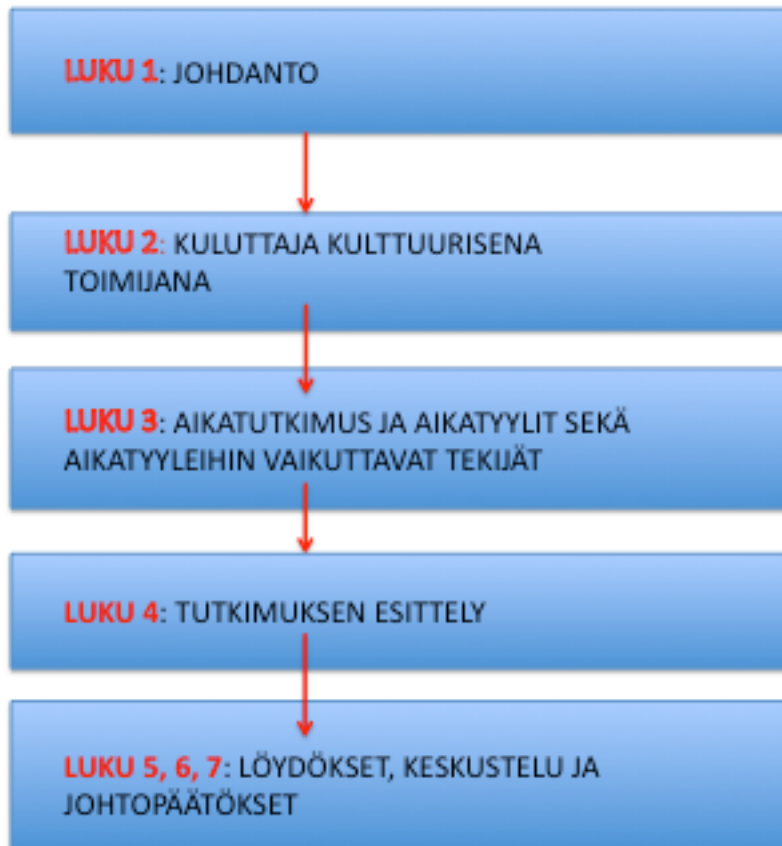 LUKU 1: JOHDANTO
LUKU 2: KULUTTAJA KULTTUURISENA
TOIMIJANA
LUKU 3: AIKATUTKIMUS JA AIKATYYLIT SEKÄ
AIKATYYLEIHIN VAIKUTTAVAT TEKIJÄT
LUKU 4: TUTKIMUKSEN ESITTELY
LUKU 5, 6, 7: LÖYDÖKSET, KESKUSTELU JA
JOHTOPÄÄTÖKSET